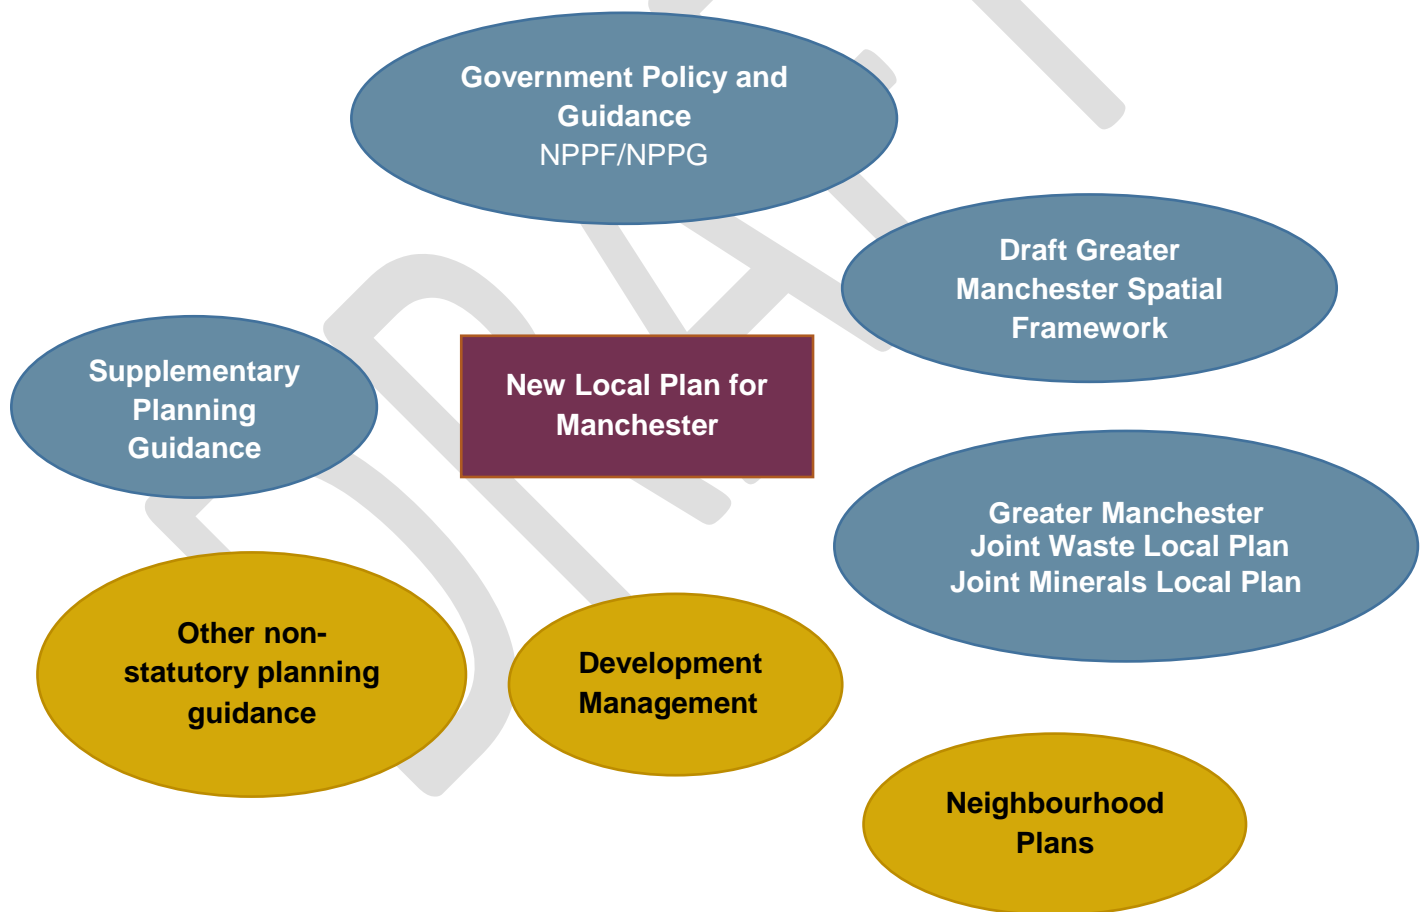 Government Policy and
Guidance
NPPF/NPPG
Draft Greater
Manchester Spatial
Framework
Supplementary
Planning
Guidance
New Local Plan for
Manchester
Greater Manchester
Joint Waste Local Plan
Joint Minerals Local Plan
Other non-
statutory planning
guidance
Development
Management
Neighbourhood
Plans
DRAFT